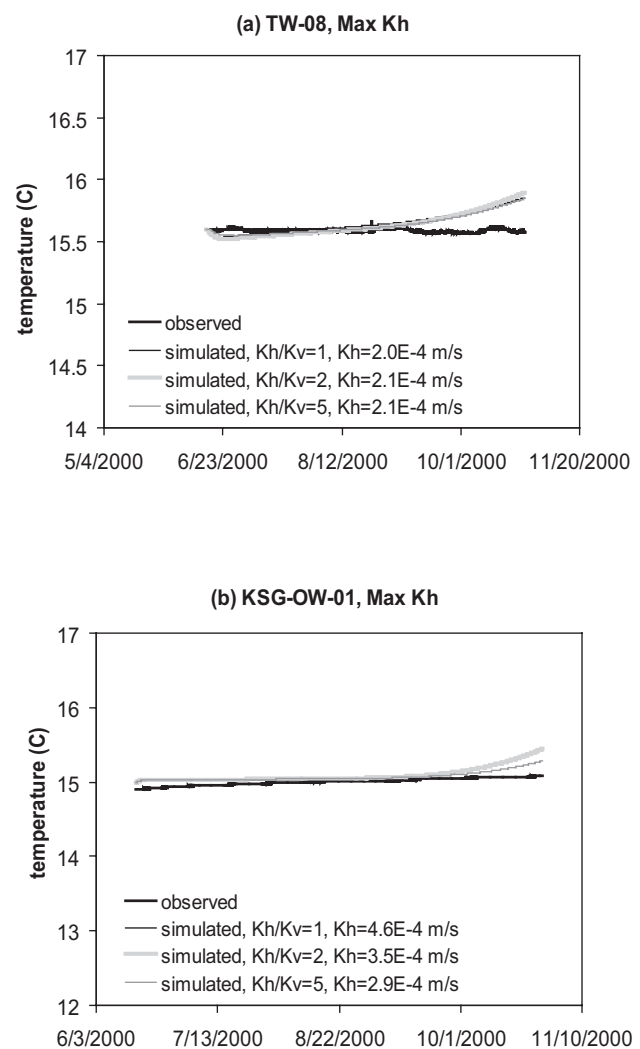 (a) TW-08, Max Kh
17
16.5
16
15.5
15
14.5
14
temperature (C)
observed
simulated, Kh/Kv=1, Kh=2.0E-4 m/s
simulated, Kh/Kv=2, Kh=2.1E-4 m/s
simulated, Kh/Kv=5, Kh=2.1E-4 m/s
5/4/2000 6/23/2000 8/12/2000 10/1/2000 11/20/2000
(b) KSG-OW-01, Max Kh
17
16
15
14
13
12
temperature (C)
observed
simulated, Kh/Kv=1, Kh=4.6E-4 m/s
simulated, Kh/Kv=2, Kh=3.5E-4 m/s
simulated, Kh/Kv=5, Kh=2.9E-4 m/s
6/3/2000 7/13/2000 8/22/2000 10/1/2000 11/10/2000